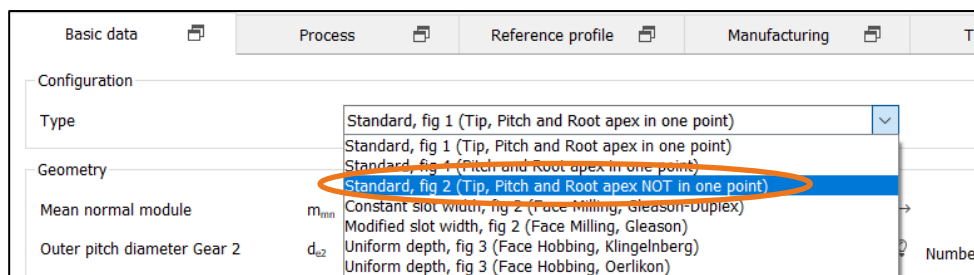 Basic data Process Reference profile Manufacturing T
Configuration
Type Standard, fig 1 (Tip, Pitch and Root apex in one point)
Standard, fig 1 (Tip, Pitch and Root apex in one point)
Geometry Standard, fig 4 (Pitch and Root apex in one point)
Standard, fig 2 (Tip, Pitch and Root apex NOT in one point)
Mean normal module mmn Constant slot width, fig 2 (Face Milling, Gleason-Duplex)
Modified slot width, fig 2 (Face Milling, Gleason)
Outer pitch diameter Gear 2 de2 Uniform depth, fig 3 (Face Hobbing, Klingelnberg) Numbe
Uniform depth, fig 3 (Face Hobbing, Oerlikon)